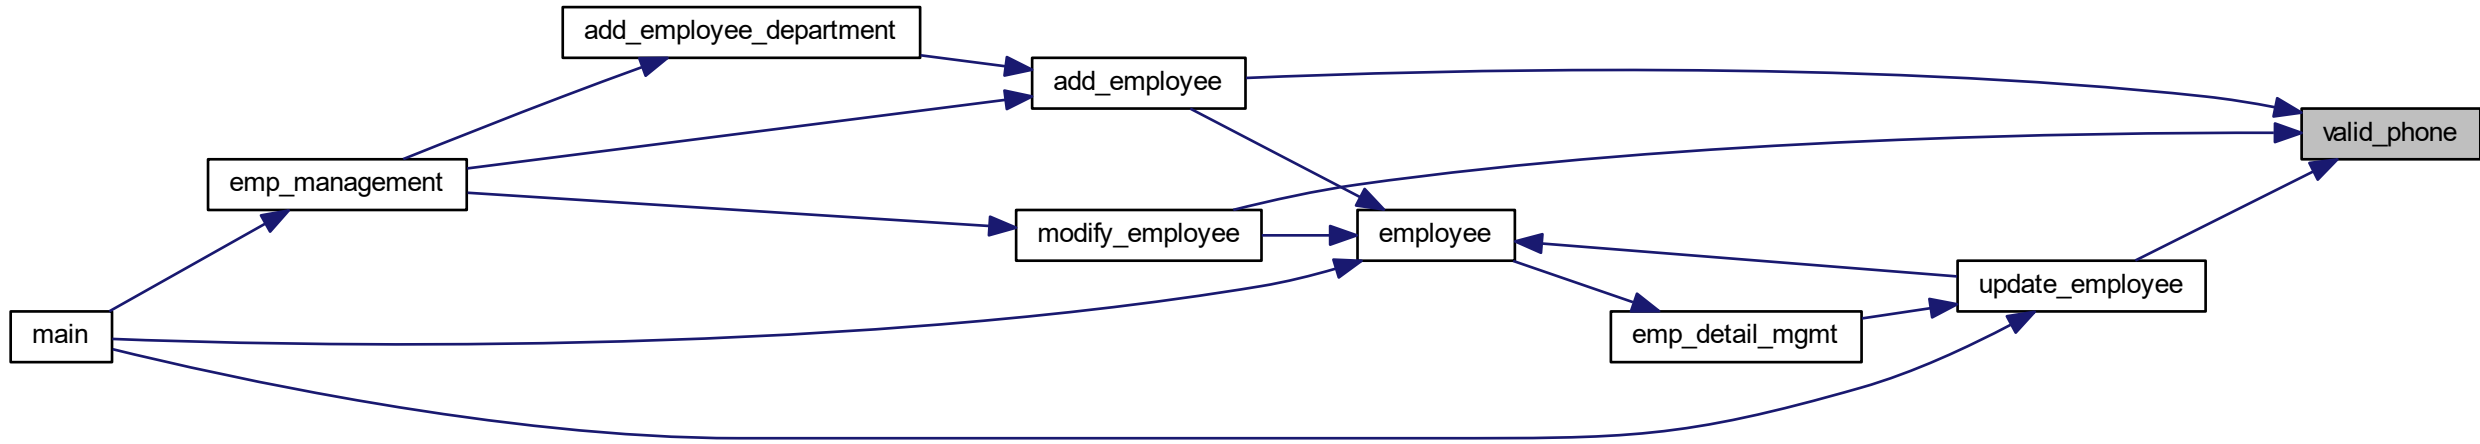 add_employee_department
add_employee
valid_phone
emp_management
modify_employee
employee
update_employee
main
emp_detail_mgmt